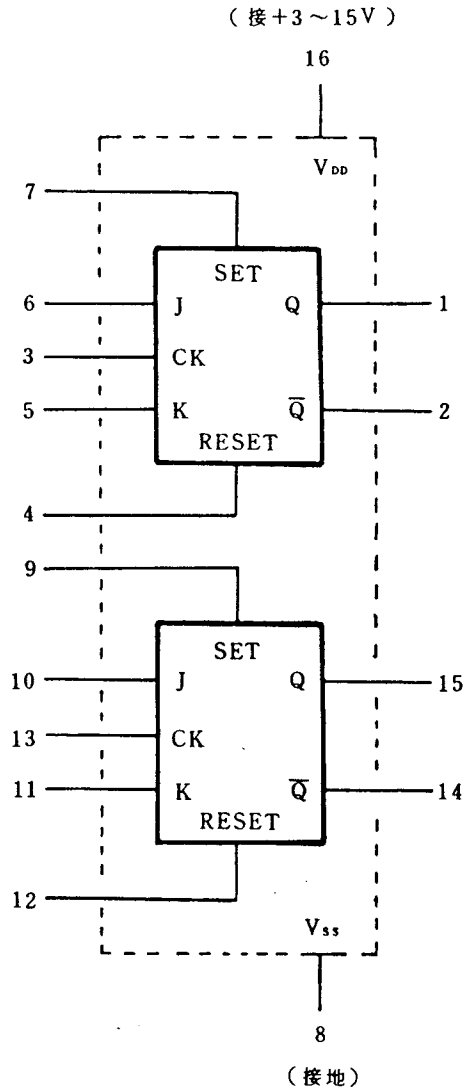 (接+3～15V)
16
V_DD
7
SET
6 J Q 1
3 CK
5 K Q̅ 2
RESET
4
9
SET
10 J Q 15
13 CK
11 K Q̅ 14
RESET
12
Vss
8
(接地)